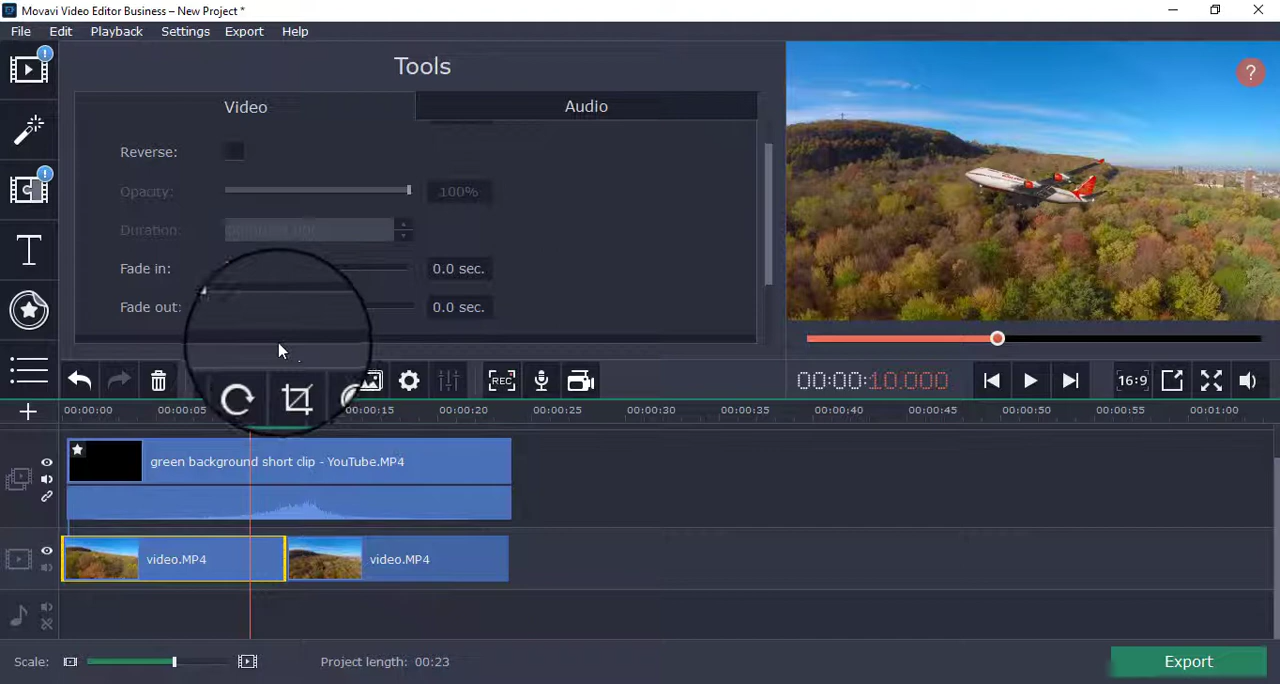 Movavi Video Editor Business – New Project *
File Edit Playback Settings Export Help
Tools
Video Audio
Reverse:
Opacity: 100%
Duration:
Fade in: 0.0 sec.
Fade out: 0.0 sec.
?
REC
00:00:10.000
16:9
00:00:00 00:00:05 00:00:15 00:00:20 00:00:25 00:00:30 00:00:35 00:00:40 00:00:45 00:00:50 00:00:55 00:01:00
green background short clip - YouTube.MP4
video.MP4 video.MP4
Scale: Project length: 00:23
Export